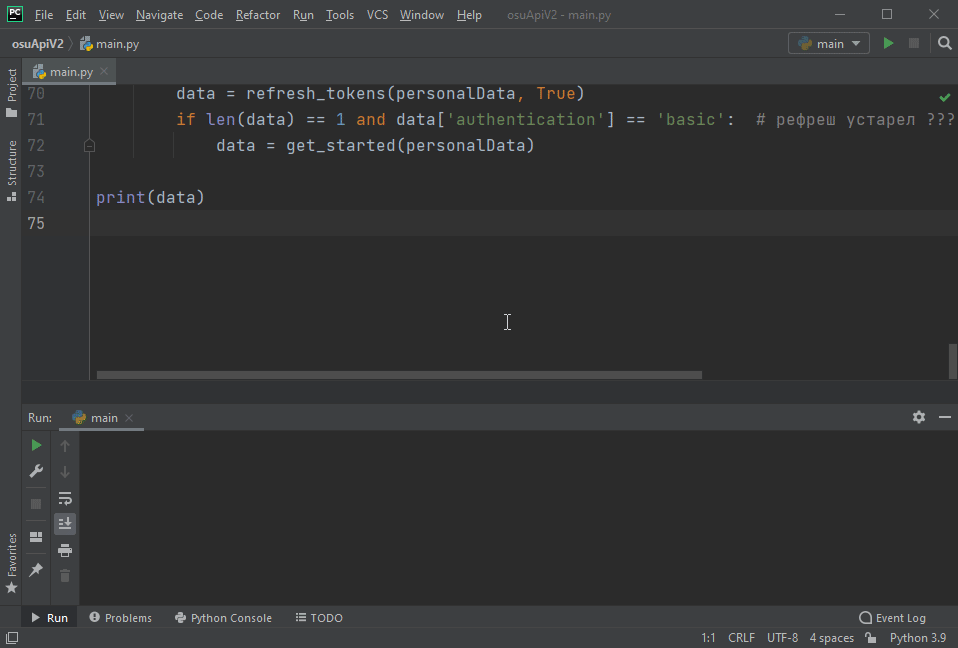 PC File Edit View Navigate Code Refactor Run Tools VCS Window Help osuApiV2 - main.py
osuApiV2 main.py main
Project
main.py
70 data = refresh_tokens(personalData, True)
71 if len(data) == 1 and data['authentication'] == 'basic': # рефреш устарел ???
Structure
72 data = get_started(personalData)
73
74 print(data)
75
Run: main
Favorites
Run Problems Python Console TODO Event Log
1:1 CRLF UTF-8 4 spaces Python 3.9